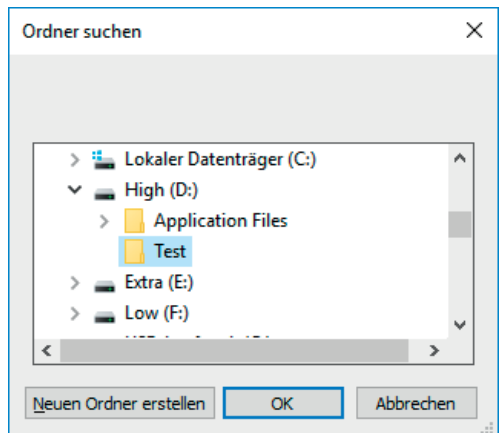 Ordner suchen
Lokaler Datenträger (C:)
High (D:)
Application Files
Test
Extra (E:)
Low (F:)
Neuen Ordner erstellen OK Abbrechen